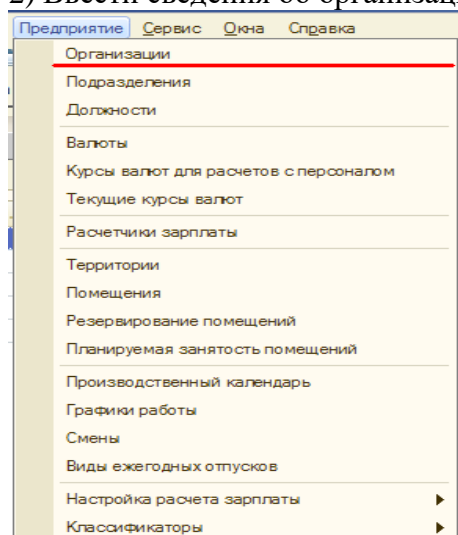 2) Ввести сведения об организац
Предприятие Сервис Окна Справка
Организации
Подразделения
Должности
Валюты
Курсы валют для расчетов с персоналом
Текущие курсы валют
Расчетчики зарплаты
Территории
Помещения
Резервирование помещений
Планируемая занятость помещений
Производственный календарь
Графики работы
Смены
Виды ежегодных отпусков
Настройка расчета зарплаты
Классификаторы